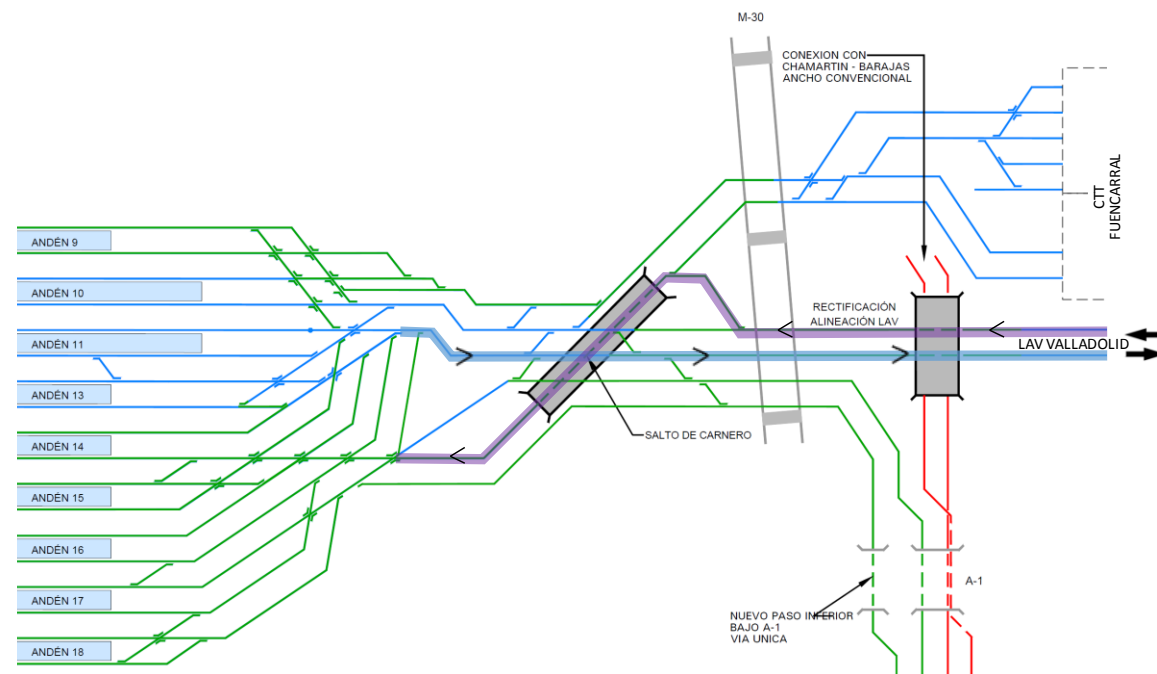 M-30
CONEXION CON
CHAMARTIN - BARAJAS
ANCHO CONVENCIONAL
CTT
FUENCARRAL
ANDÉN 9
ANDÉN 10
RECTIFICACIÓN
ALINEACIÓN LAV
ANDÉN 11
LAV VALLADOLID
ANDÉN 13
SALTO DE CARNERO
ANDÉN 14
ANDÉN 15
ANDÉN 16
A-1
ANDÉN 17
NUEVO PASO INFERIOR
BAJO A-1
VIA UNICA
ANDÉN 18